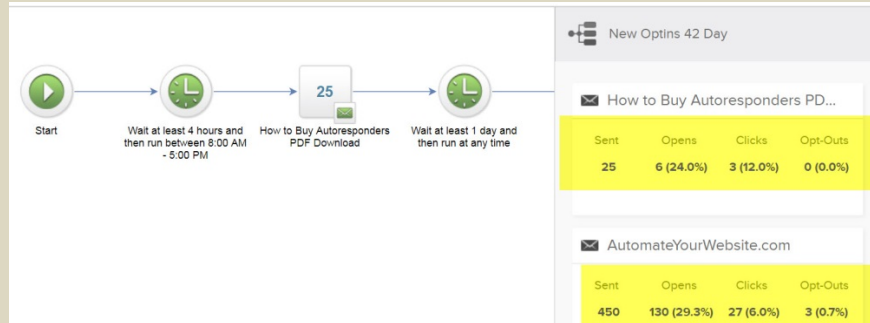 New Optins 42 Day
25
Start
Wait at least 4 hours and
then run between 8:00 AM
- 5:00 PM
How to Buy Autoresponders
PDF Download
Wait at least 1 day and
then run at any time
How to Buy Autoresponders PD...
Sent Opens Clicks Opt-Outs
25 6 (24.0%) 3 (12.0%) 0 (0.0%)
AutomateYourWebsite.com
Sent Opens Clicks Opt-Outs
450 130 (29.3%) 27 (6.0%) 3 (0.7%)